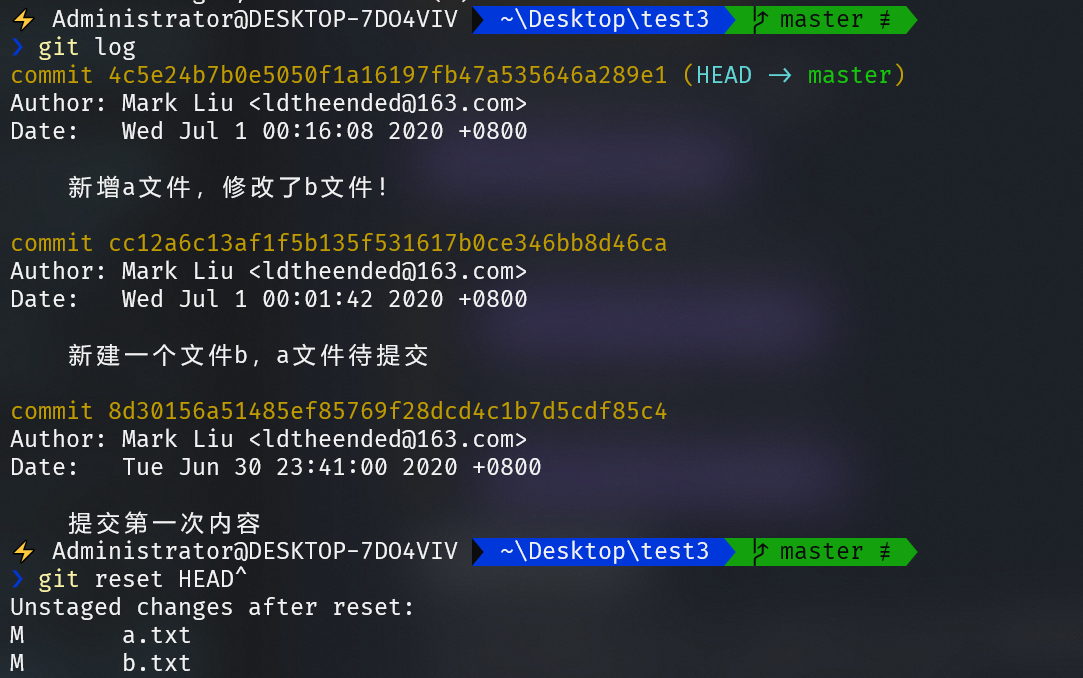 Administrator@DESKTOP-7DO4VIV ~\Desktop\test3 master ≢
❯ git log
commit 4c5e24b7b0e5050f1a16197fb47a535646a289e1 (HEAD -> master)
Author: Mark Liu <ldtheended@163.com>
Date:   Wed Jul 1 00:16:08 2020 +0800
新增a文件，修改了b文件！
commit cc12a6c13af1f5b135f531617b0ce346bb8d46ca
Author: Mark Liu <ldtheended@163.com>
Date:   Wed Jul 1 00:01:42 2020 +0800
新建一个文件b，a文件待提交
commit 8d30156a51485ef85769f28dcd4c1b7d5cdf85c4
Author: Mark Liu <ldtheended@163.com>
Date:   Tue Jun 30 23:41:00 2020 +0800
提交第一次内容
Administrator@DESKTOP-7DO4VIV ~\Desktop\test3 master ≢
❯ git reset HEAD^
Unstaged changes after reset:
M       a.txt
M       b.txt